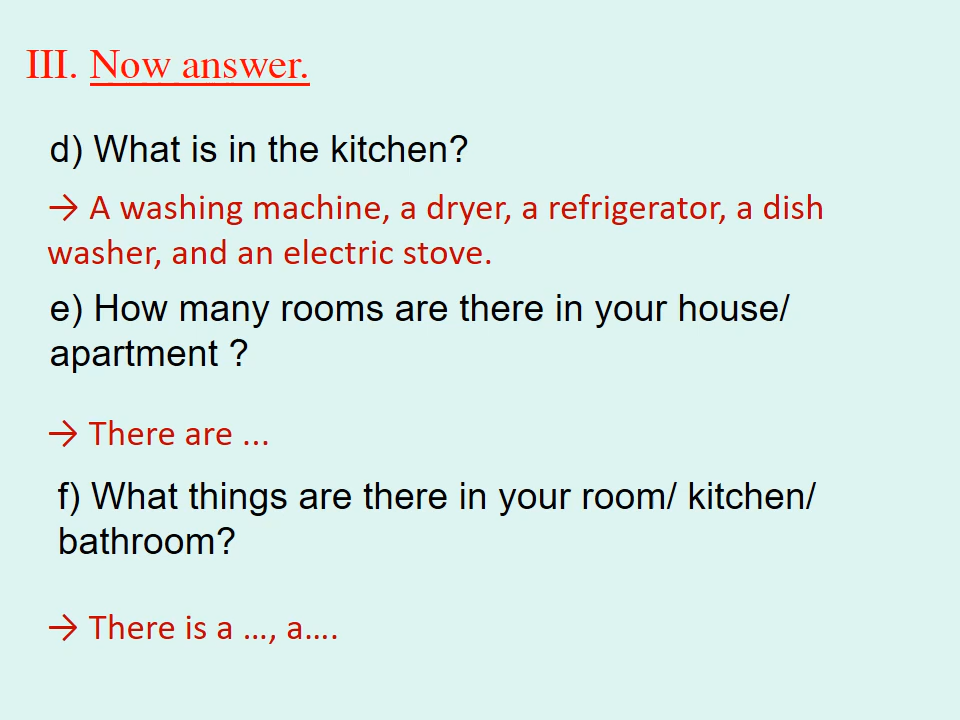 III. Now answer.
d) What is in the kitchen?
→ A washing machine, a dryer, a refrigerator, a dish
washer, and an electric stove.
e) How many rooms are there in your house/
apartment ?
→ There are ...
f) What things are there in your room/ kitchen/
bathroom?
→ There is a …, a….